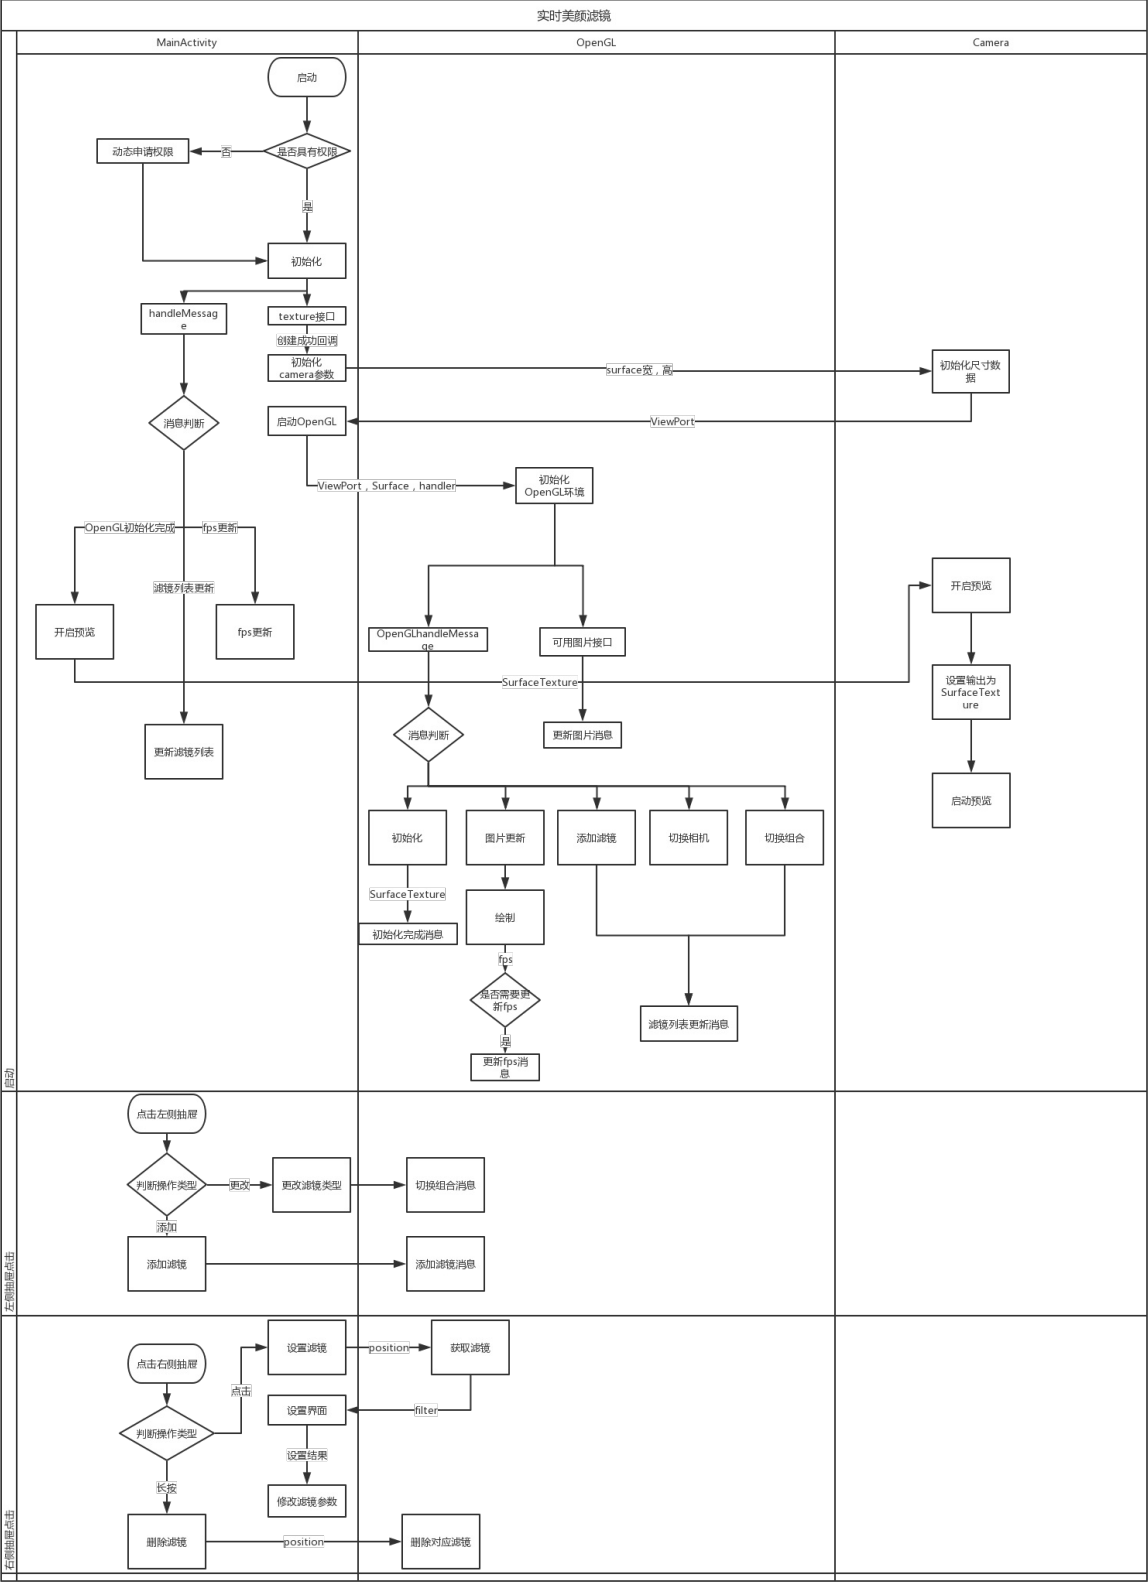 实时美颜滤镜
MainActivity
OpenGL
Camera
启动
是否具有权限
否
动态申请权限
是
初始化
handleMessag
e
texture接口
创建成功回调
初始化
camera参数
surface宽，高
初始化尺寸数
据
消息判断
启动OpenGL
ViewPort
ViewPort，Surface，handler
初始化
OpenGL环境
OpenGL初始化完成
fps更新
滤镜列表更新
开启预览
fps更新
OpenGLhandleMessa
ge
可用图片接口
开启预览
SurfaceTexture
设置输出为
SurfaceText
ure
更新滤镜列表
消息判断
更新图片消息
启动预览
初始化
图片更新
添加滤镜
切换相机
切换组合
SurfaceTexture
初始化完成消息
绘制
fps
是否需要更
新fps
滤镜列表更新消息
是
更新fps消
息
启动
点击左侧抽屉
判断操作类型
更改
更改滤镜类型
切换组合消息
添加
添加滤镜
添加滤镜消息
左侧抽屉点击
设置滤镜
position
获取滤镜
点击右侧抽屉
点击
设置界面
filter
判断操作类型
设置结果
长按
修改滤镜参数
删除滤镜
position
删除对应滤镜
右侧抽屉点击